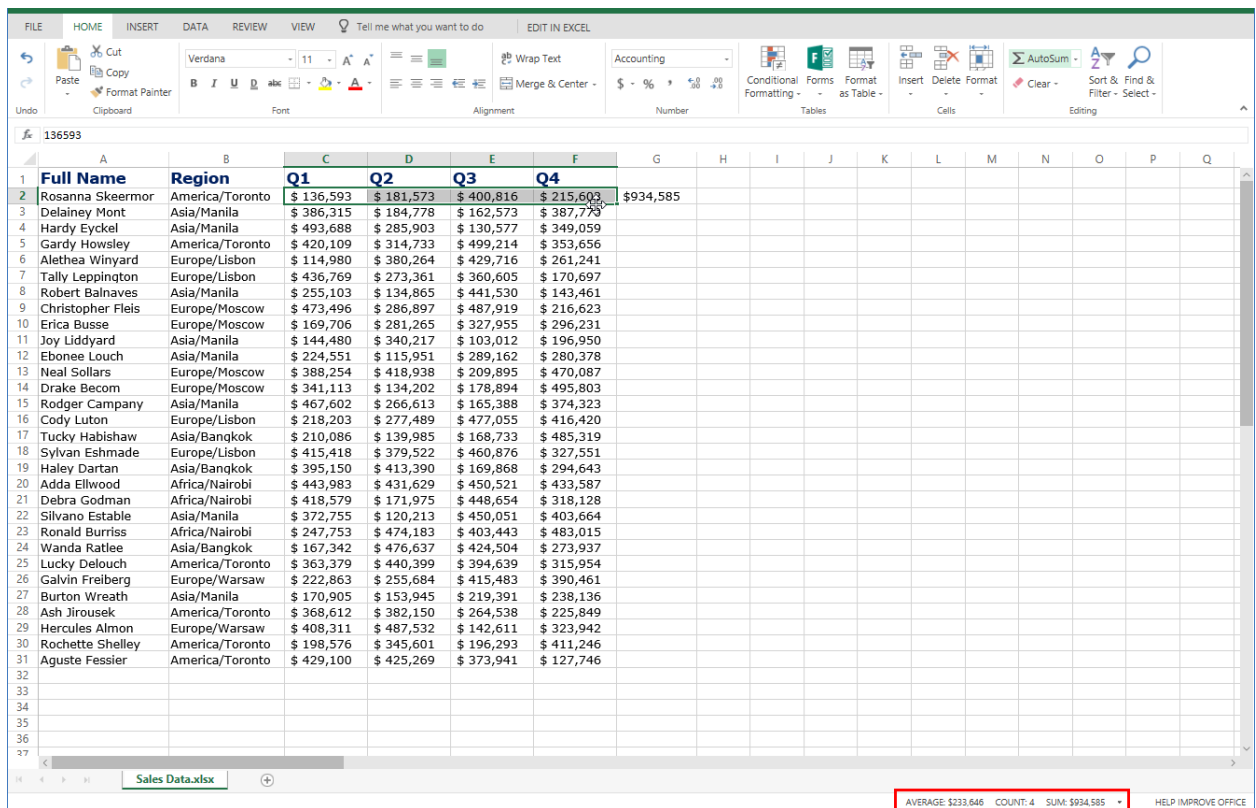 FILE HOME INSERT DATA REVIEW VIEW Tell me what you want to do EDIT IN EXCEL
Cut
Copy
Format Painter
Paste
Undo
Clipboard
Verdana 11 A A
B I U D abc A
Font
Wrap Text
Merge & Center
Alignment
Accounting
$ % , .00 .00
Number
Conditional Formatting
Forms
Format as Table
Tables
Insert Delete Format
Cells
AutoSum
Clear
Sort & Filter
Find & Select
Editing
fx 136593
A B C D E F G H I J K L M N O P Q
1 Full Name Region Q1 Q2 Q3 Q4
2 Rosanna Skeermor America/Toronto $ 136,593 $ 181,573 $ 400,816 $ 215,603 $934,585
3 Delainey Mont Asia/Manila $ 386,315 $ 184,778 $ 162,573 $ 387,773
4 Hardy Eyckel Asia/Manila $ 493,688 $ 285,903 $ 130,577 $ 349,059
5 Gardy Howsley America/Toronto $ 420,109 $ 314,733 $ 499,214 $ 353,656
6 Alethea Winyard Europe/Lisbon $ 114,980 $ 380,264 $ 429,716 $ 261,241
7 Tally Leppington Europe/Lisbon $ 436,769 $ 273,361 $ 360,605 $ 170,697
8 Robert Balnaves Asia/Manila $ 255,103 $ 134,865 $ 441,530 $ 143,461
9 Christopher Fleis Europe/Moscow $ 473,496 $ 286,897 $ 487,919 $ 216,623
10 Erica Busse Europe/Moscow $ 169,706 $ 281,265 $ 327,955 $ 296,231
11 Joy Liddyard Asia/Manila $ 144,480 $ 340,217 $ 103,012 $ 196,950
12 Ebonee Louch Asia/Manila $ 224,551 $ 115,951 $ 289,162 $ 280,378
13 Neal Sollars Europe/Moscow $ 388,254 $ 418,938 $ 209,895 $ 470,087
14 Drake Becom Europe/Moscow $ 341,113 $ 134,202 $ 178,894 $ 495,803
15 Rodger Campany Asia/Manila $ 467,602 $ 266,613 $ 165,388 $ 374,323
16 Cody Luton Europe/Lisbon $ 218,203 $ 277,489 $ 477,055 $ 416,420
17 Tucky Habishaw Asia/Bangkok $ 210,086 $ 139,985 $ 168,733 $ 485,319
18 Sylvan Eshmade Europe/Lisbon $ 415,418 $ 379,522 $ 460,876 $ 327,551
19 Haley Dartan Asia/Bangkok $ 395,150 $ 413,390 $ 169,868 $ 294,643
20 Adda Ellwood Africa/Nairobi $ 443,983 $ 431,629 $ 450,521 $ 433,587
21 Debra Godman Africa/Nairobi $ 418,579 $ 171,975 $ 448,654 $ 318,128
22 Silvano Estable Asia/Manila $ 372,755 $ 120,213 $ 450,051 $ 403,664
23 Ronald Burriss Africa/Nairobi $ 247,753 $ 474,183 $ 403,443 $ 483,015
24 Wanda Ratlee Asia/Bangkok $ 167,342 $ 476,637 $ 424,504 $ 273,937
25 Lucky Delouch America/Toronto $ 363,379 $ 440,399 $ 394,639 $ 315,954
26 Galvin Freiberg Europe/Warsaw $ 222,863 $ 255,684 $ 415,483 $ 390,461
27 Burton Wreath Asia/Manila $ 170,905 $ 153,945 $ 219,391 $ 238,136
28 Ash Jirousek America/Toronto $ 368,612 $ 382,150 $ 264,538 $ 225,849
29 Hercules Almon Europe/Warsaw $ 408,311 $ 487,532 $ 142,611 $ 323,942
30 Rochette Shelley America/Toronto $ 198,576 $ 345,601 $ 196,293 $ 411,246
31 Aguste Fessier America/Toronto $ 429,100 $ 425,269 $ 373,941 $ 127,746
32
33
34
35
36
37
Sales Data.xlsx
AVERAGE: $233,646 COUNT: 4 SUM: $934,585 HELP IMPROVE OFFICE